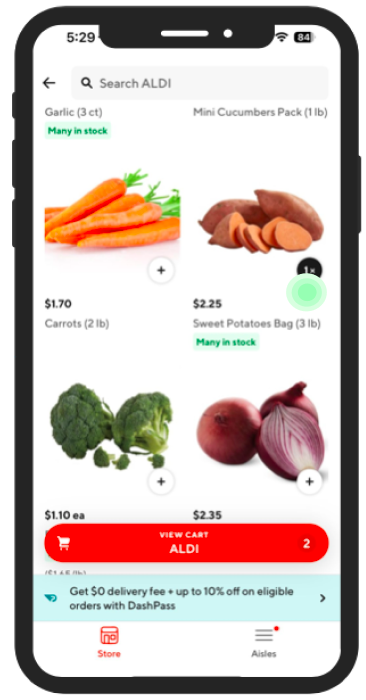 5:29
84
Search ALDI
Garlic (3 ct)
Mini Cucumbers Pack (1 lb)
Many in stock
+
1×
$1.70
$2.25
Carrots (2 lb)
Sweet Potatoes Bag (3 lb)
Many in stock
+
+
$1.10 ea
$2.35
VIEW CART
ALDI
2
Get $0 delivery fee + up to 10% off on eligible
orders with DashPass
Store
Aisles